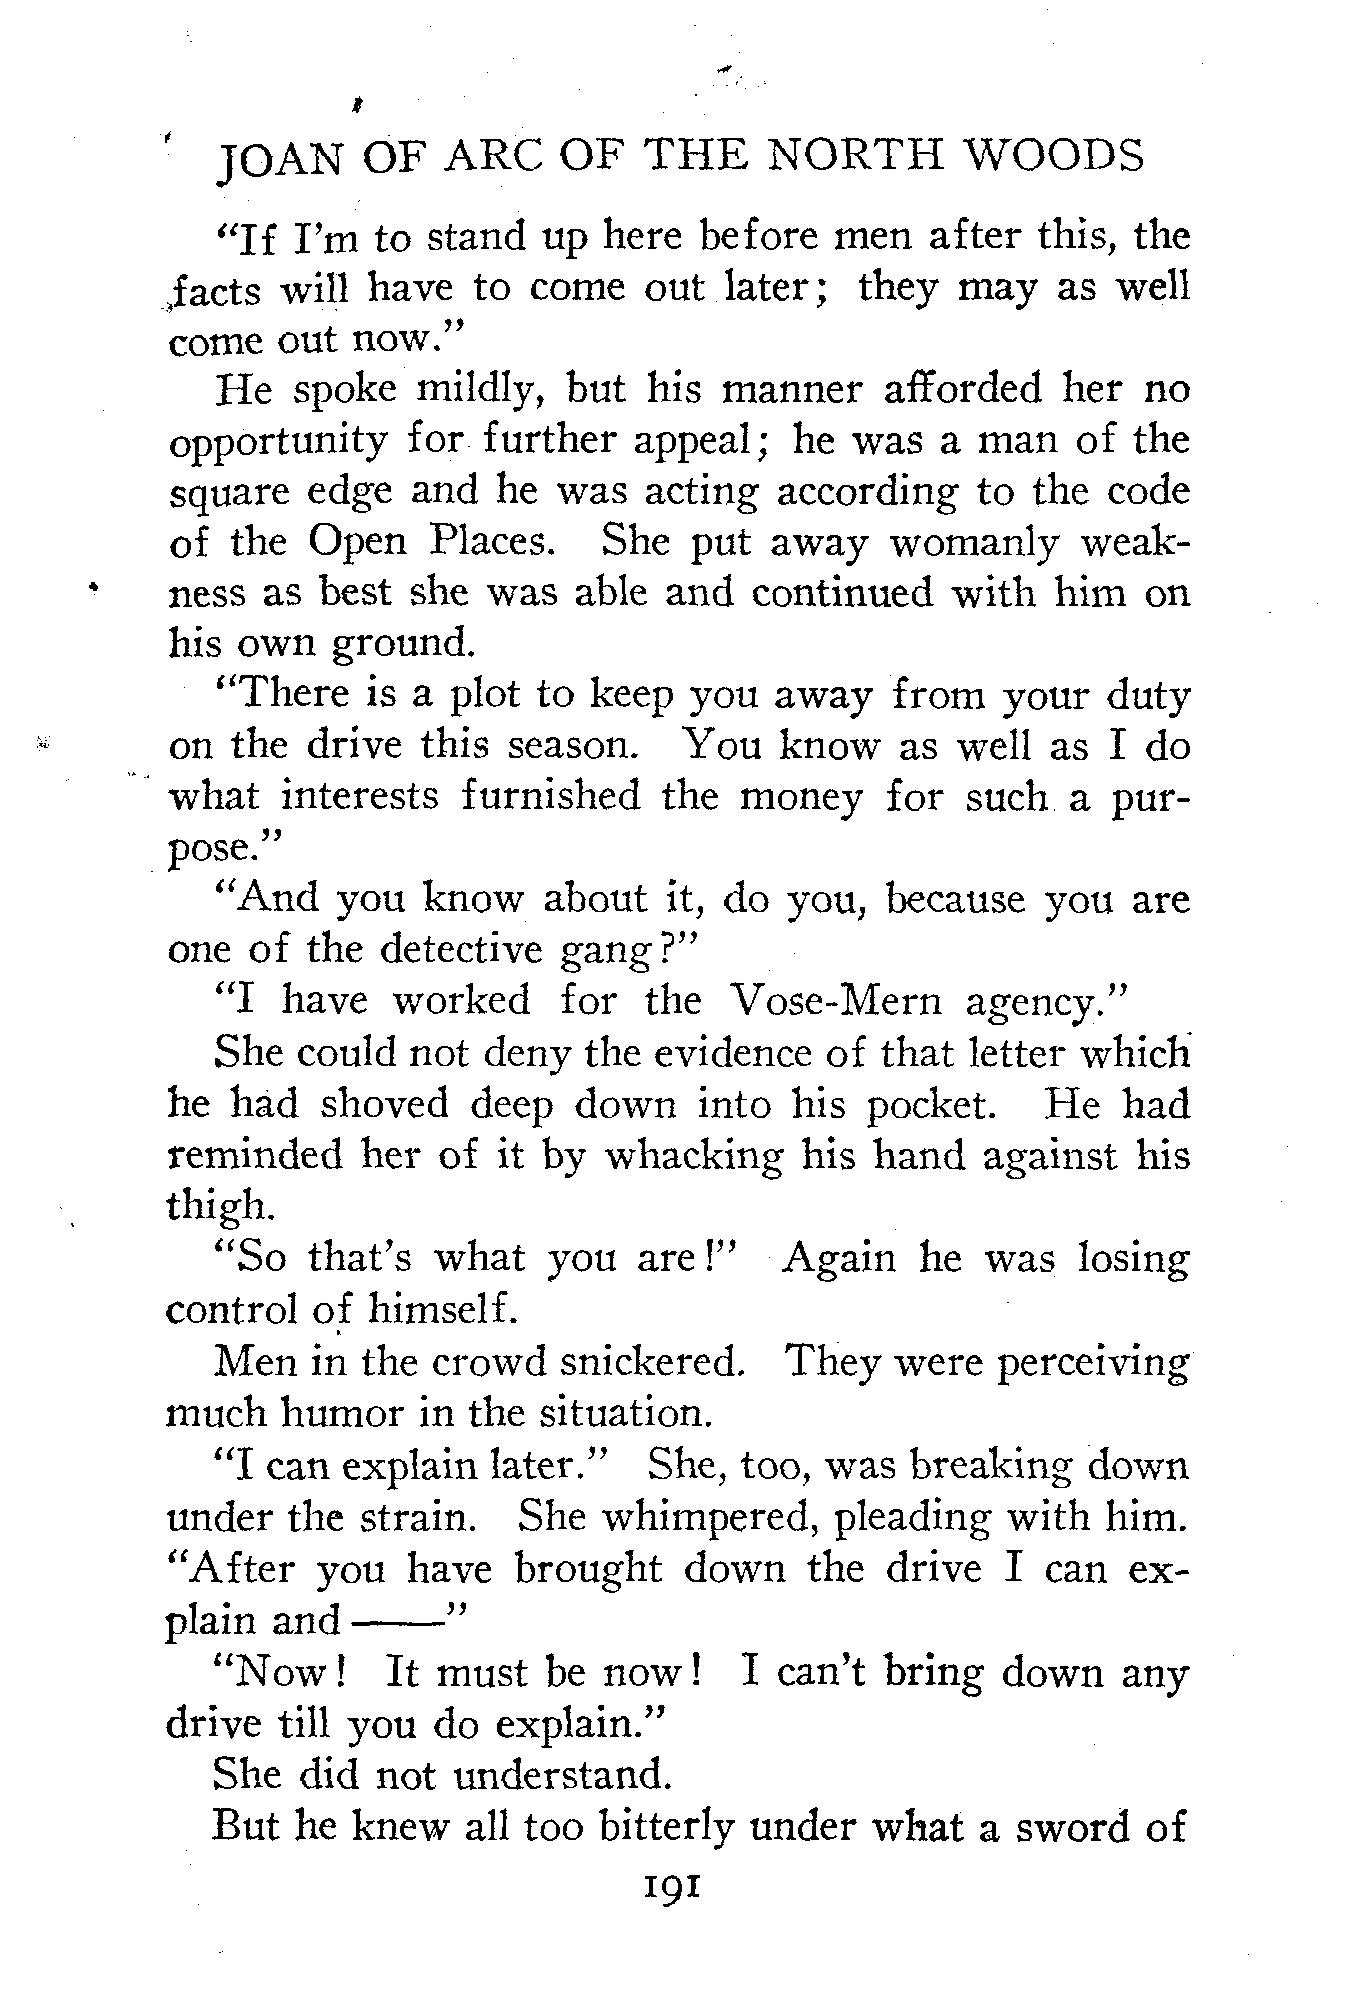 JOAN OF ARC OF THE NORTH WOODS
"If I'm to stand up here before men after this, the
facts will have to come out later; they may as well
come out now."
He spoke mildly, but his manner afforded her no
opportunity for further appeal; he was a man of the
square edge and he was acting according to the code
of the Open Places. She put away womanly weak-
ness as best she was able and continued with him on
his own ground.
"There is a plot to keep you away from your duty
on the drive this season. You know as well as I do
what interests furnished the money for such a pur-
pose."
"And you know about it, do you, because you are
one of the detective gang?"
"I have worked for the Vose-Mern agency."
She could not deny the evidence of that letter which
he had shoved deep down into his pocket. He had
reminded her of it by whacking his hand against his
thigh.
"So that's what you are!" Again he was losing
control of himself.
Men in the crowd snickered. They were perceiving
much humor in the situation.
"I can explain later." She, too, was breaking down
under the strain. She whimpered, pleading with him.
"After you have brought down the drive I can ex-
plain and ——"
"Now! It must be now! I can't bring down any
drive till you do explain."
She did not understand.
But he knew all too bitterly under what a sword of
191